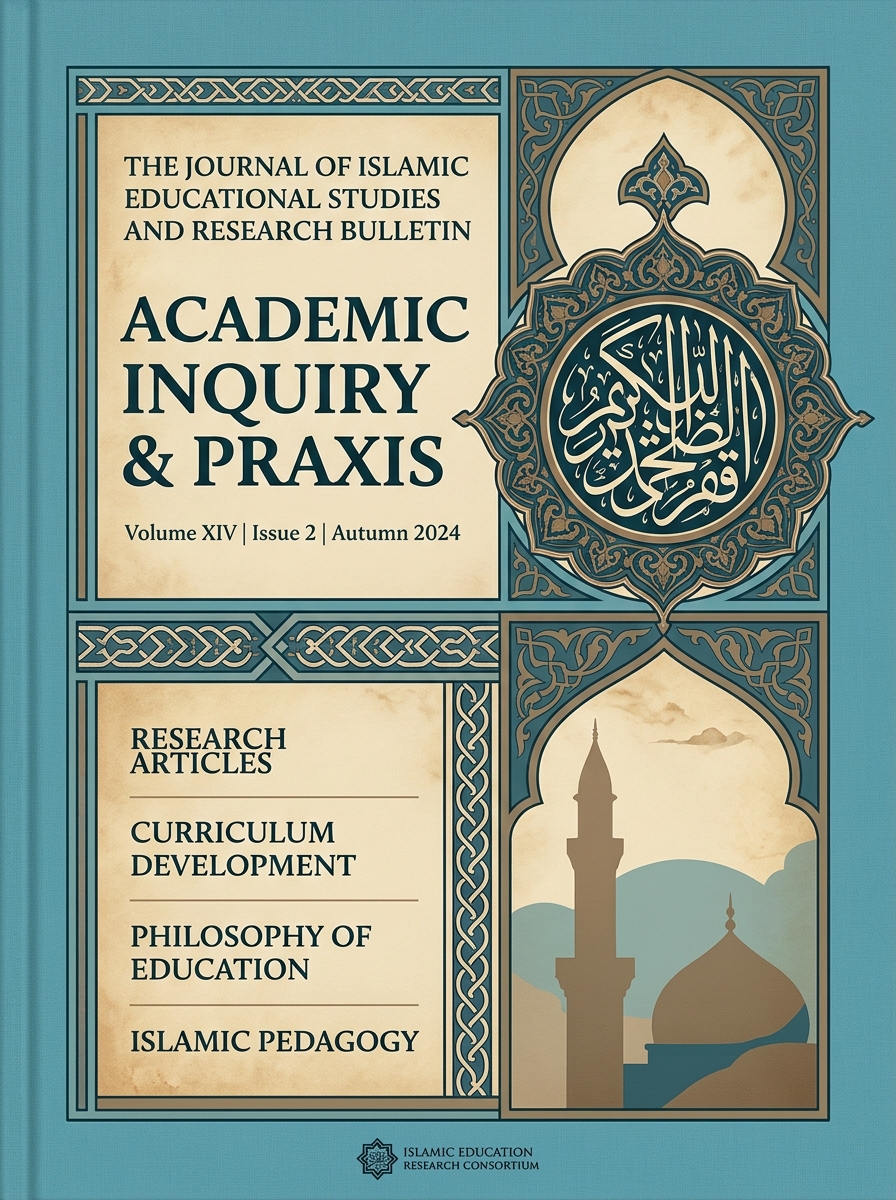 THE JOURNAL OF ISLAMIC
EDUCATIONAL STUDIES
AND RESEARCH BULLETIN
ACADEMIC
INQUIRY
& PRAXIS
Volume XIV | Issue 2 | Autumn 2024
RESEARCH
ARTICLES
CURRICULUM
DEVELOPMENT
PHILOSOPHY OF
EDUCATION
ISLAMIC PEDAGOGY
ISLAMIC EDUCATION
RESEARCH CONSORTIUM